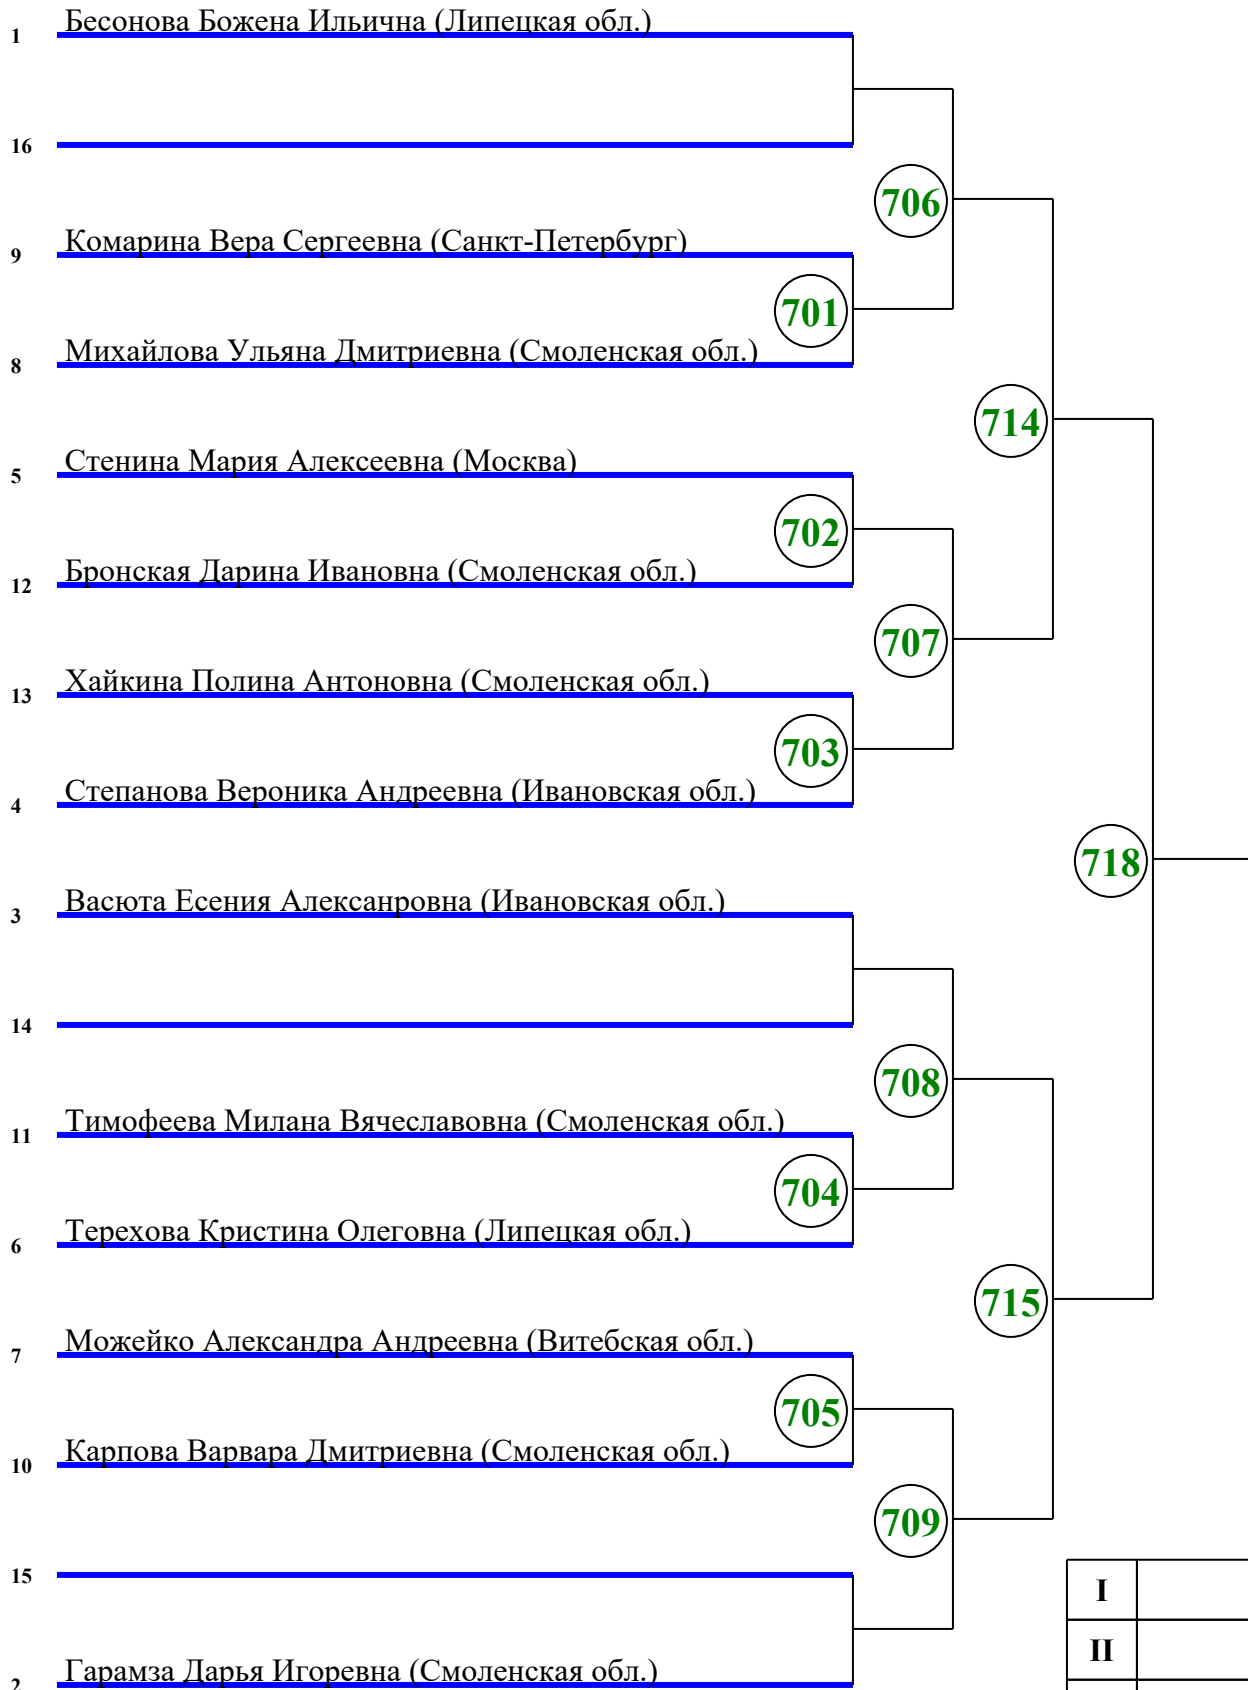 Бесонова Божена Ильична (Липецкая обл.)
1
16
706
Комарина Вера Сергеевна (Санкт-Петербург)
9
701
Михайлова Ульяна Дмитриевна (Смоленская обл.)
8
714
Стенина Мария Алексеевна (Москва)
5
702
Бронская Дарина Ивановна (Смоленская обл.)
12
707
Хайкина Полина Антоновна (Смоленская обл.)
13
703
Степанова Вероника Андреевна (Ивановская обл.)
4
718
Васюта Есения Алексанровна (Ивановская обл.)
3
14
708
Тимофеева Милана Вячеславовна (Смоленская обл.)
11
704
Терехова Кристина Олеговна (Липецкая обл.)
6
715
Можейко Александра Андреевна (Витебская обл.)
7
705
Карпова Варвара Дмитриевна (Смоленская обл.)
10
709
15
I
II
Гарамза Дарья Игоревна (Смоленская обл.)
2